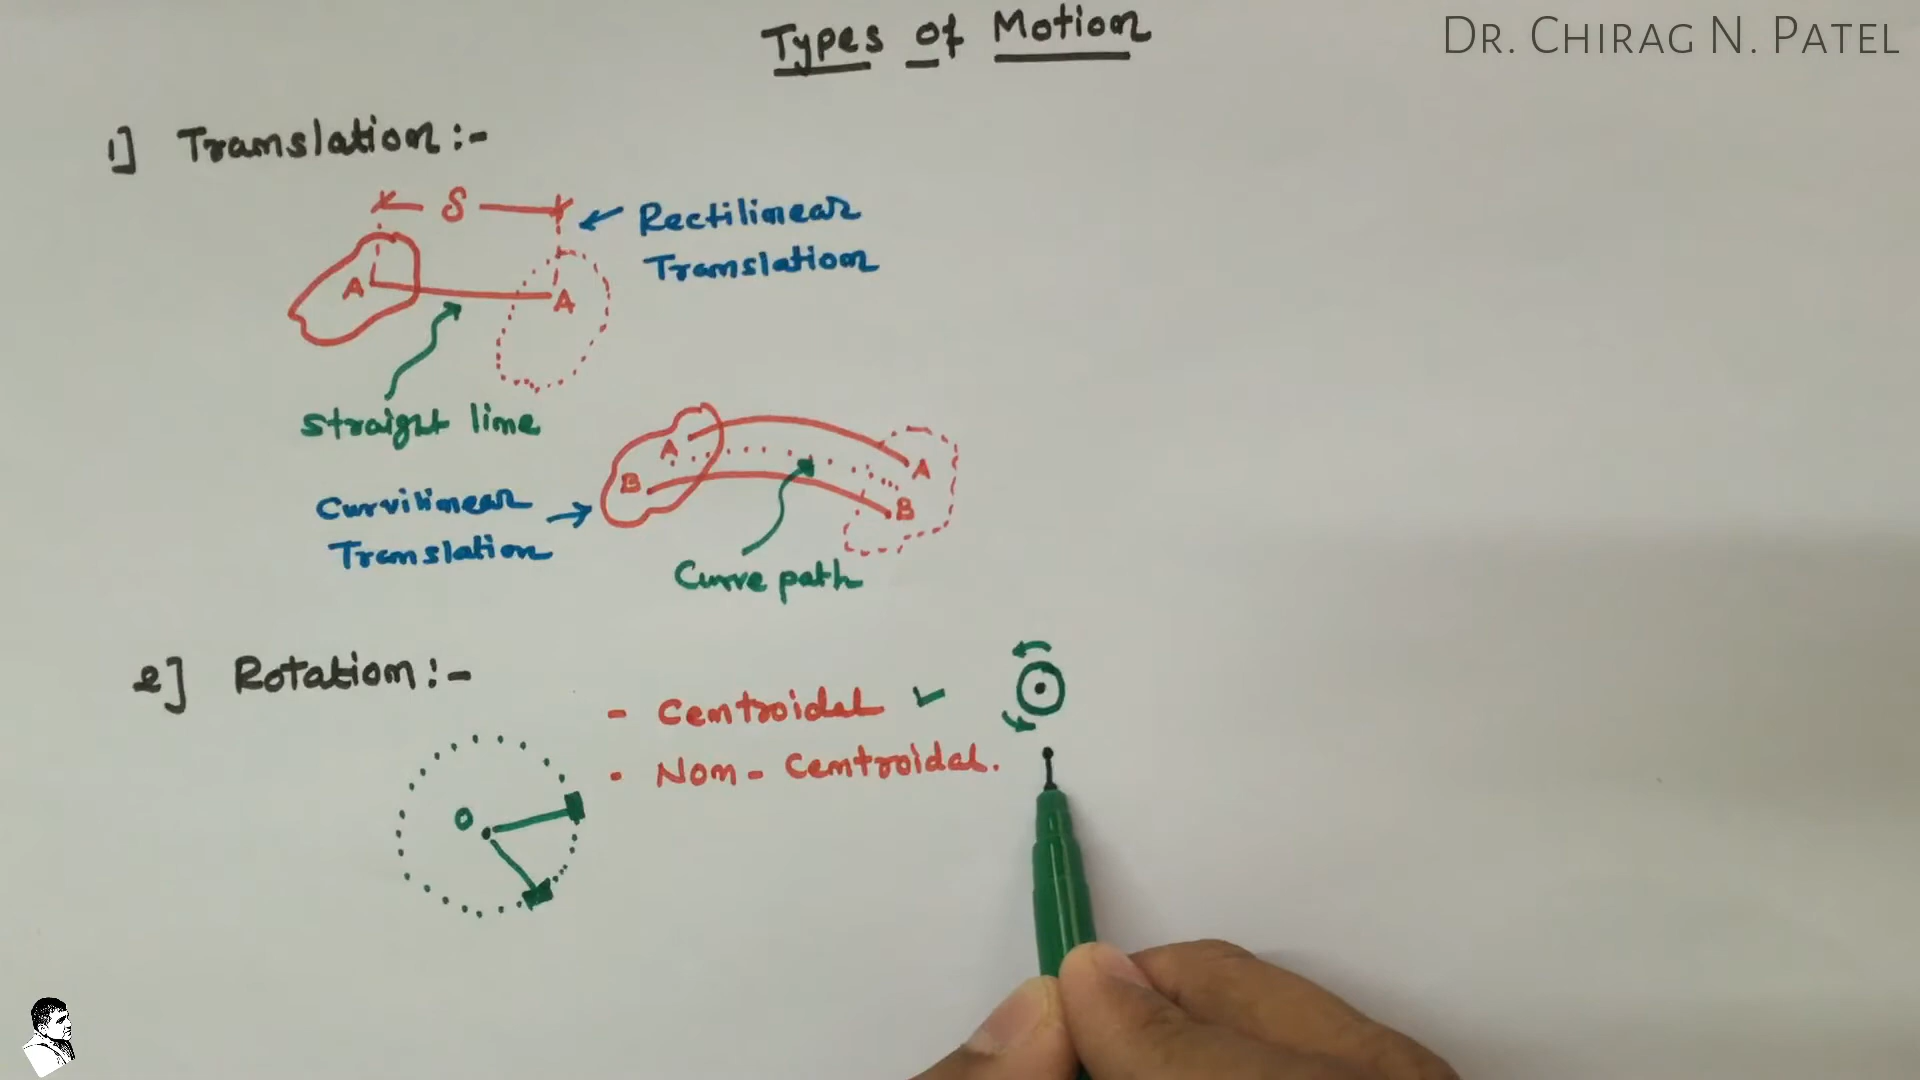 Types of Motion
DR. CHIRAG N. PATEL
1] Translation:-
S
Rectilinear
Translation
A
A
Straight line
A
A
B
B
Curvilinear
Translation
Curve path
2] Rotation:-
- Centroidal ✓
- Non-Centroidal.
O